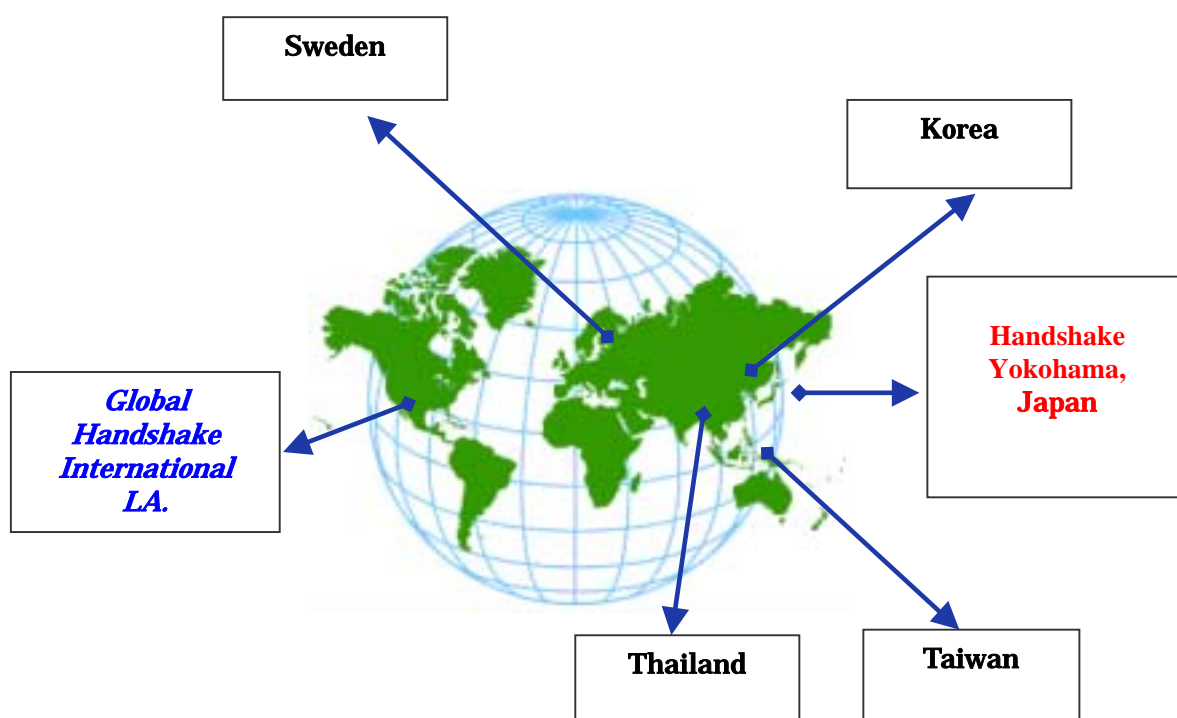 Sweden
Korea
Handshake
Yokohama,
Japan
Global
Handshake
International
LA.
Thailand
Taiwan